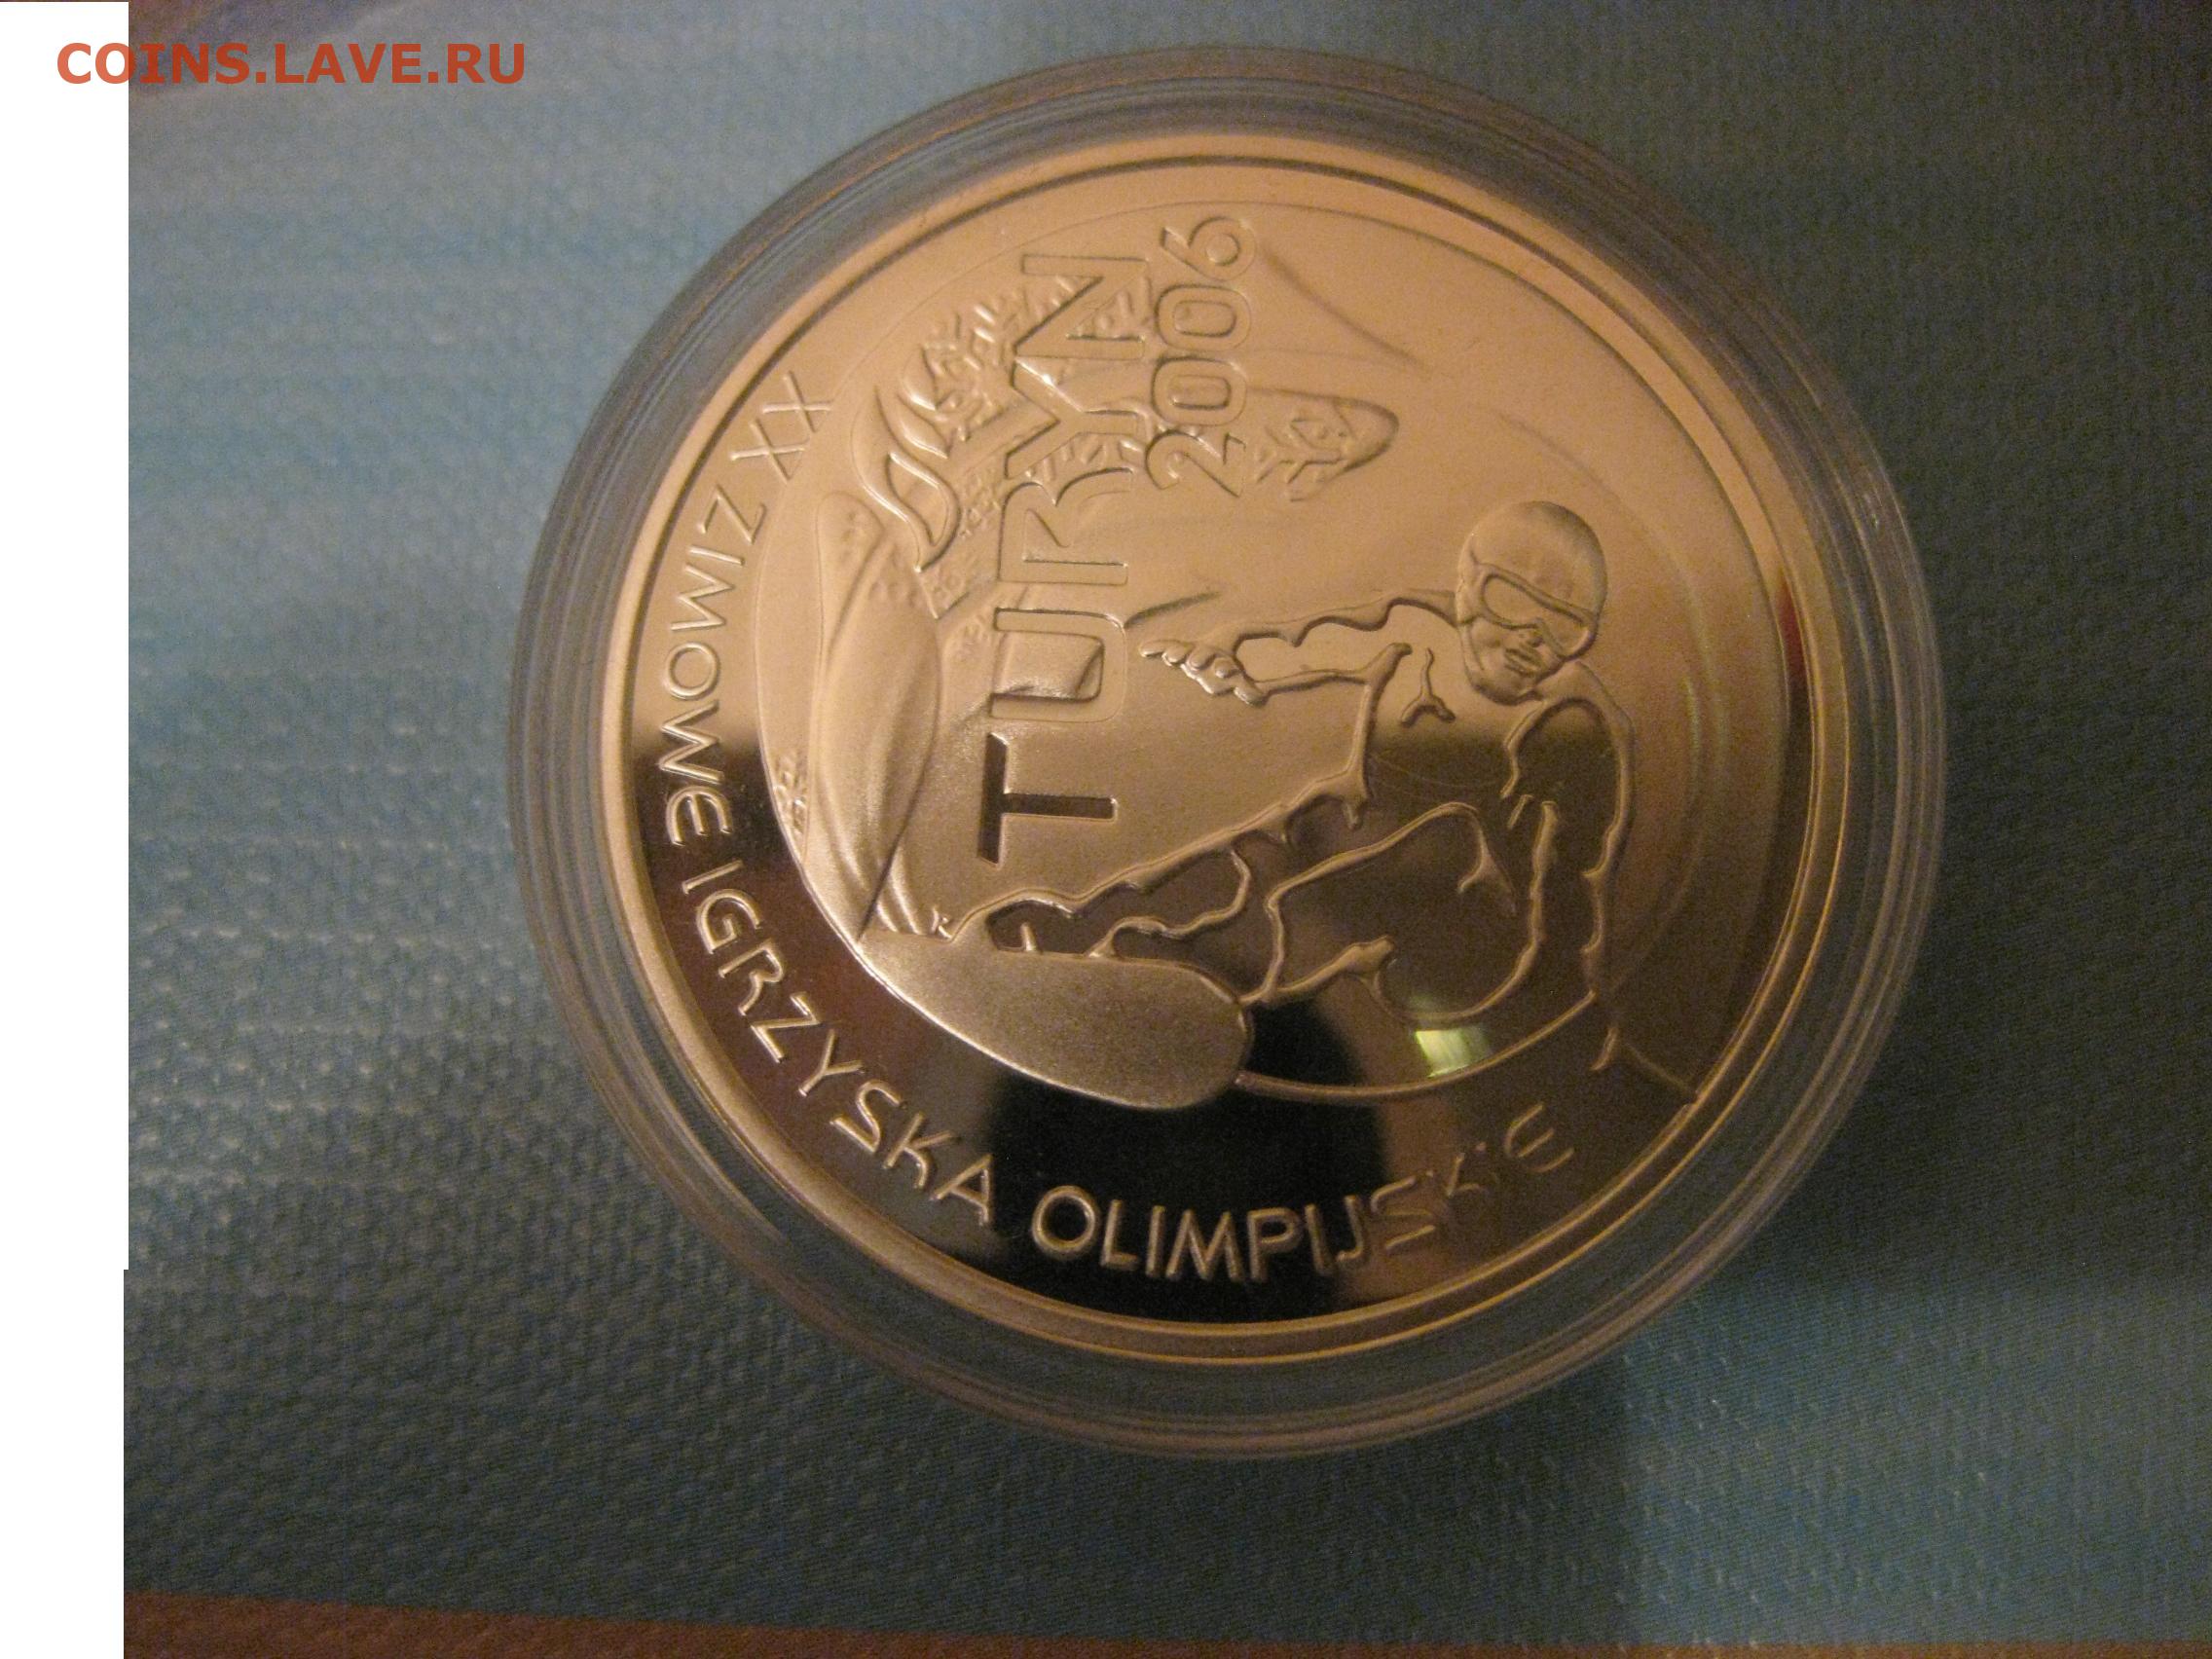 COINS.LAVE.RU
XX ZIMOWE IGRZYSKA OLIMPIJSKIE
TURYN
2006